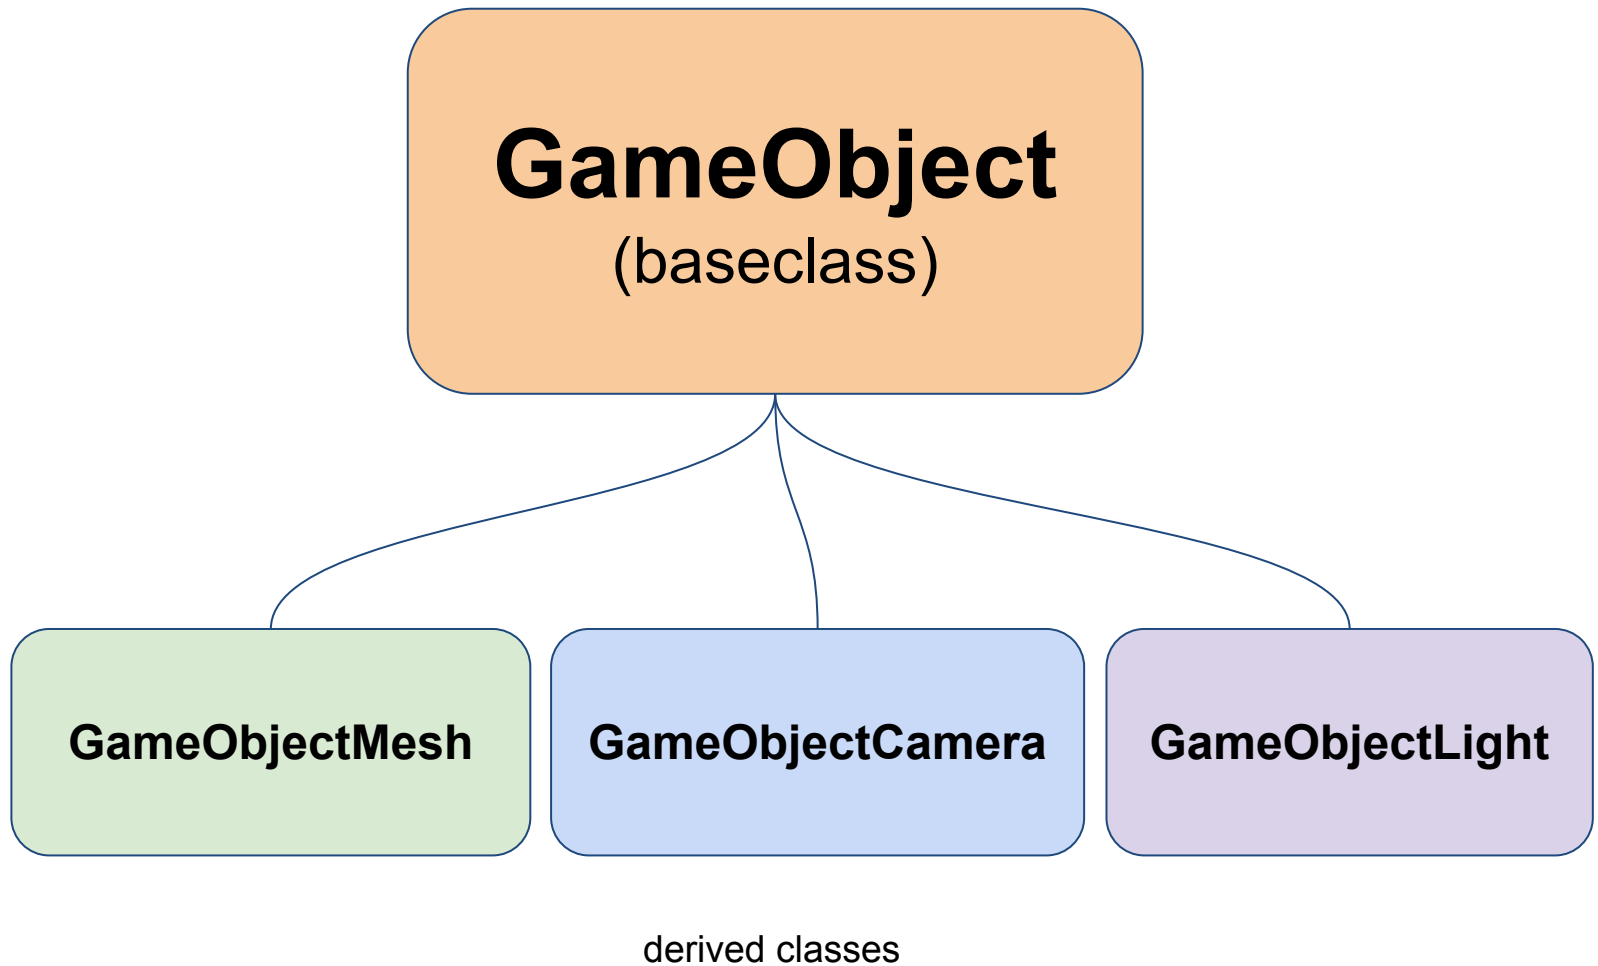 GameObject
(baseclass)
GameObjectMesh
GameObjectCamera
GameObjectLight
derived classes